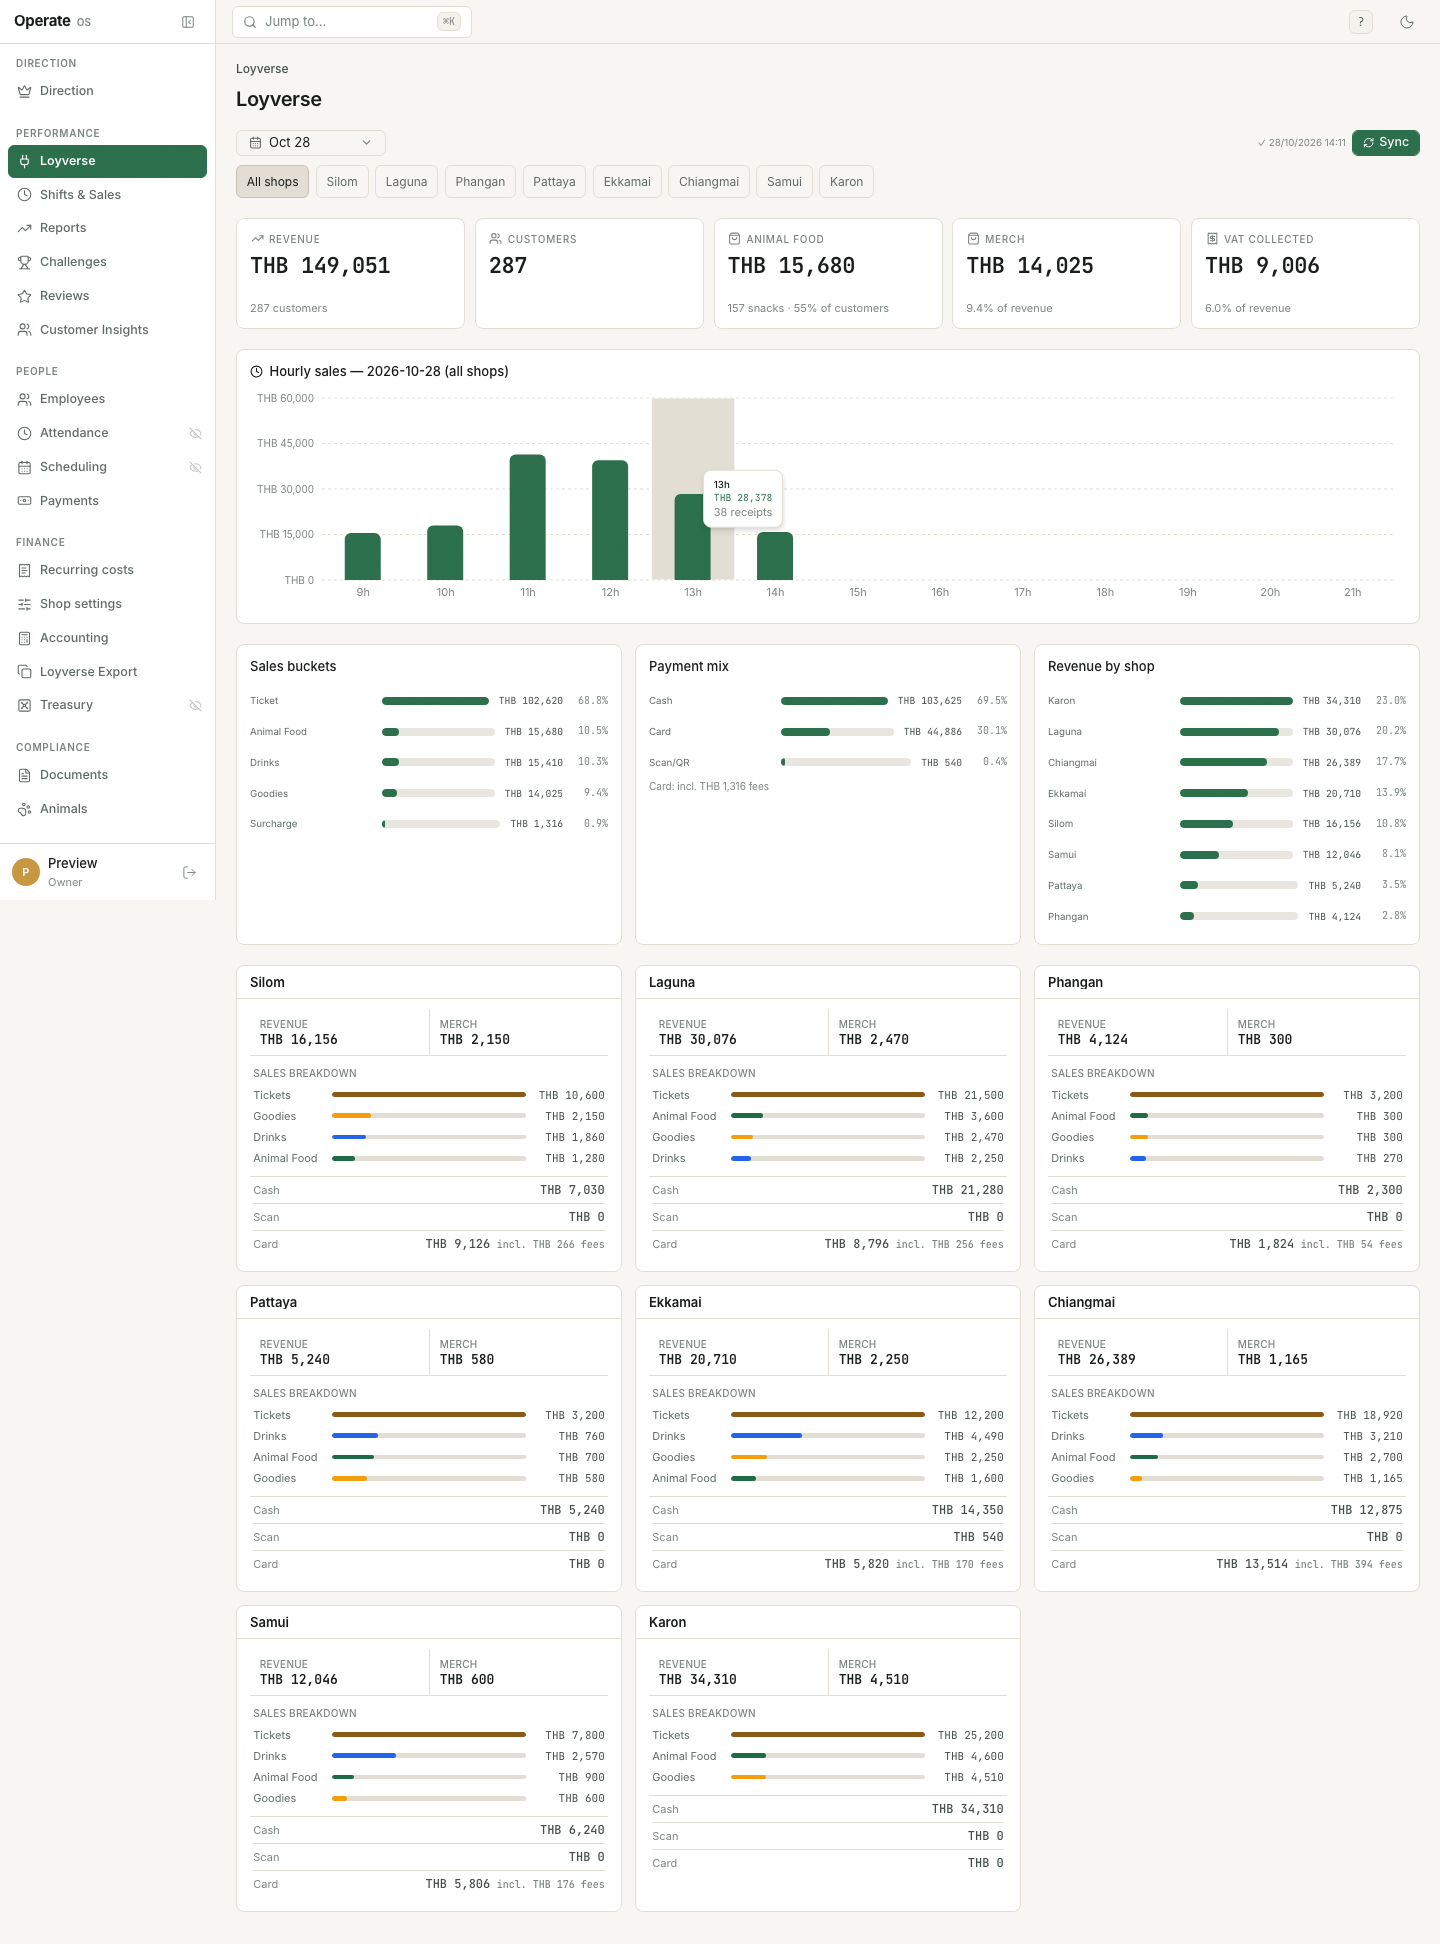 Operate os
Jump to...
⌘K
?
DIRECTION
Direction
PERFORMANCE
Loyverse
Shifts & Sales
Reports
Challenges
Reviews
Customer Insights
PEOPLE
Employees
Attendance
Scheduling
Payments
FINANCE
Recurring costs
Shop settings
Accounting
Loyverse Export
Treasury
COMPLIANCE
Documents
Animals
P
Preview
Owner
Loyverse
Loyverse
Oct 28
✓ 28/10/2026 14:11
Sync
All shops Silom Laguna Phangan Pattaya Ekkamai Chiangmai Samui Karon
REVENUE
THB 149,051
287 customers
CUSTOMERS
287
ANIMAL FOOD
THB 15,680
157 snacks · 55% of customers
MERCH
THB 14,025
9.4% of revenue
VAT COLLECTED
THB 9,006
6.0% of revenue
Hourly sales — 2026-10-28 (all shops)
THB 60,000
THB 45,000
THB 30,000
THB 15,000
THB 0
13h
THB 28,378
38 receipts
9h 10h 11h 12h 13h 14h 15h 16h 17h 18h 19h 20h 21h
Sales buckets
Ticket THB 102,620 68.8%
Animal Food THB 15,680 10.5%
Drinks THB 15,410 10.3%
Goodies THB 14,025 9.4%
Surcharge THB 1,316 0.9%
Payment mix
Cash THB 103,625 69.5%
Card THB 44,886 30.1%
Scan/QR THB 540 0.4%
Card: incl. THB 1,316 fees
Revenue by shop
Karon THB 34,310 23.0%
Laguna THB 30,076 20.2%
Chiangmai THB 26,389 17.7%
Ekkamai THB 20,710 13.9%
Silom THB 16,156 10.8%
Samui THB 12,046 8.1%
Pattaya THB 5,240 3.5%
Phangan THB 4,124 2.8%
Silom
REVENUE MERCH
THB 16,156 THB 2,150
SALES BREAKDOWN
Tickets THB 10,600
Goodies THB 2,150
Drinks THB 1,860
Animal Food THB 1,280
Cash THB 7,030
Scan THB 0
Card THB 9,126 incl. THB 266 fees
Laguna
REVENUE MERCH
THB 30,076 THB 2,470
SALES BREAKDOWN
Tickets THB 21,500
Animal Food THB 3,600
Goodies THB 2,470
Drinks THB 2,250
Cash THB 21,280
Scan THB 0
Card THB 8,796 incl. THB 256 fees
Phangan
REVENUE MERCH
THB 4,124 THB 300
SALES BREAKDOWN
Tickets THB 3,200
Animal Food THB 300
Goodies THB 300
Drinks THB 270
Cash THB 2,300
Scan THB 0
Card THB 1,824 incl. THB 54 fees
Pattaya
REVENUE MERCH
THB 5,240 THB 580
SALES BREAKDOWN
Tickets THB 3,200
Drinks THB 760
Animal Food THB 700
Goodies THB 580
Cash THB 5,240
Scan THB 0
Card THB 0
Ekkamai
REVENUE MERCH
THB 20,710 THB 2,250
SALES BREAKDOWN
Tickets THB 12,200
Drinks THB 4,490
Goodies THB 2,250
Animal Food THB 1,600
Cash THB 14,350
Scan THB 540
Card THB 5,820 incl. THB 170 fees
Chiangmai
REVENUE MERCH
THB 26,389 THB 1,165
SALES BREAKDOWN
Tickets THB 18,920
Drinks THB 3,210
Animal Food THB 2,700
Goodies THB 1,165
Cash THB 12,875
Scan THB 0
Card THB 13,514 incl. THB 394 fees
Samui
REVENUE MERCH
THB 12,046 THB 600
SALES BREAKDOWN
Tickets THB 7,800
Drinks THB 2,570
Animal Food THB 900
Goodies THB 600
Cash THB 6,240
Scan THB 0
Card THB 5,806 incl. THB 176 fees
Karon
REVENUE MERCH
THB 34,310 THB 4,510
SALES BREAKDOWN
Tickets THB 25,200
Animal Food THB 4,600
Goodies THB 4,510
Cash THB 34,310
Scan THB 0
Card THB 0